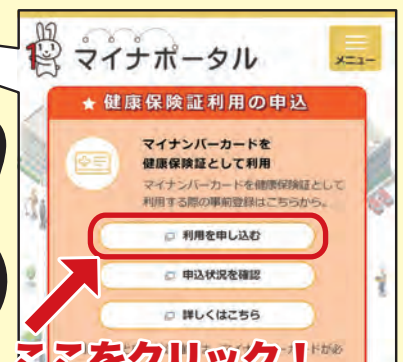 マイナポータル
メニュー
★ 健康保険証利用の申込
マイナンバーカードを
健康保険証として利用
マイナンバーカードを健康保険証として
利用する際の事前登録はこちらから。
利用を申し込む
申込状況を確認
詳しくはこちら
ここをクリック！